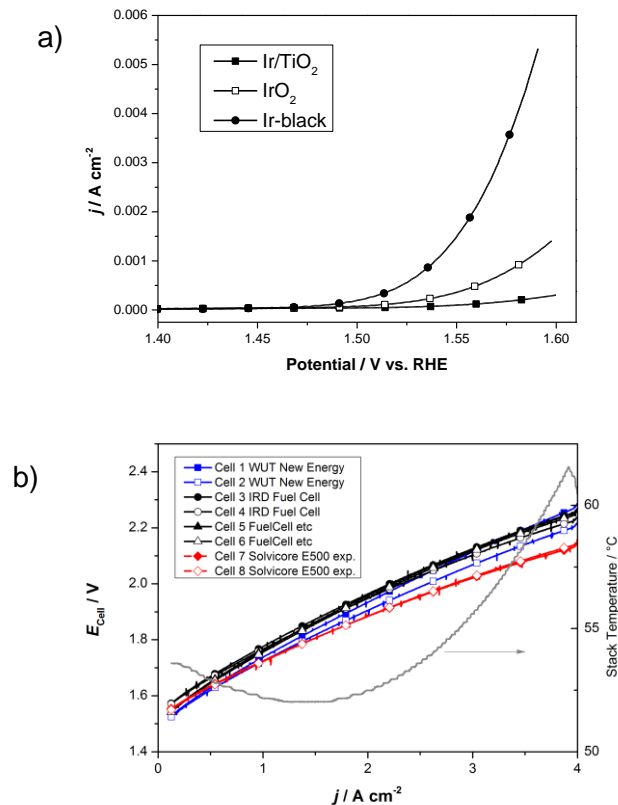 a)
0.006
0.005
0.004
0.003
0.002
0.001
0.000
j / A cm⁻²
Ir/TiO₂
IrO₂
Ir-black
1.40 1.45 1.50 1.55 1.60
Potential / V vs. RHE
b)
2.4
2.2
2.0
1.8
1.6
1.4
E_Cell / V
Cell 1 WUT New Energy
Cell 2 WUT New Energy
Cell 3 IRD Fuel Cell
Cell 4 IRD Fuel Cell
Cell 5 FuelCell etc
Cell 6 FuelCell etc
Cell 7 Solvicore E500 exp.
Cell 8 Solvicore E500 exp.
60
55
50
Stack Temperature / °C
0 1 2 3 4
j / A cm⁻²